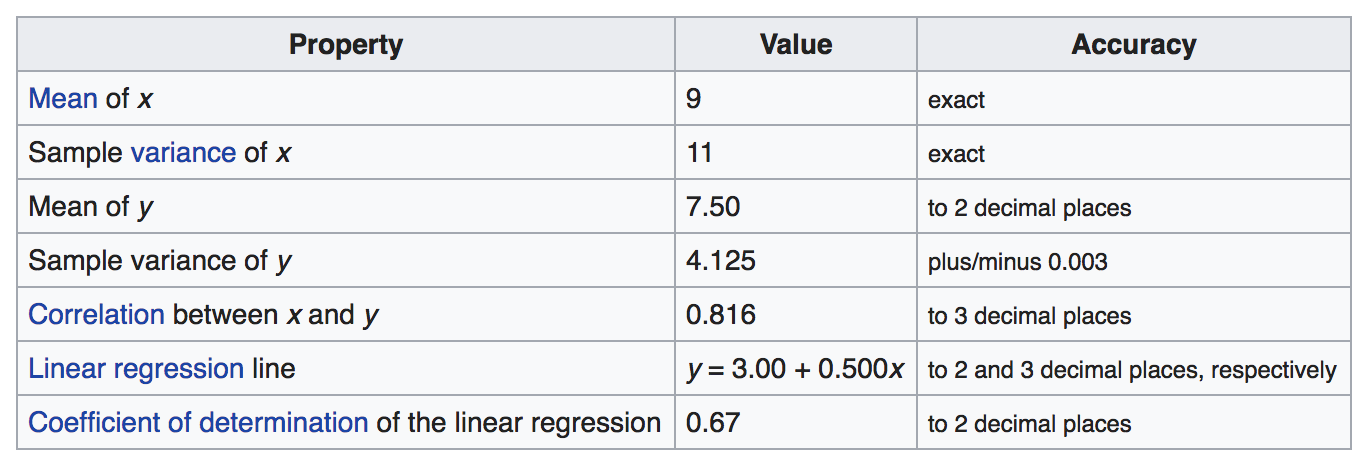 Property Value Accuracy
Mean of x 9 exact
Sample variance of x 11 exact
Mean of y 7.50 to 2 decimal places
Sample variance of y 4.125 plus/minus 0.003
Correlation between x and y 0.816 to 3 decimal places
Linear regression line y = 3.00 + 0.500x to 2 and 3 decimal places, respectively
Coefficient of determination of the linear regression 0.67 to 2 decimal places